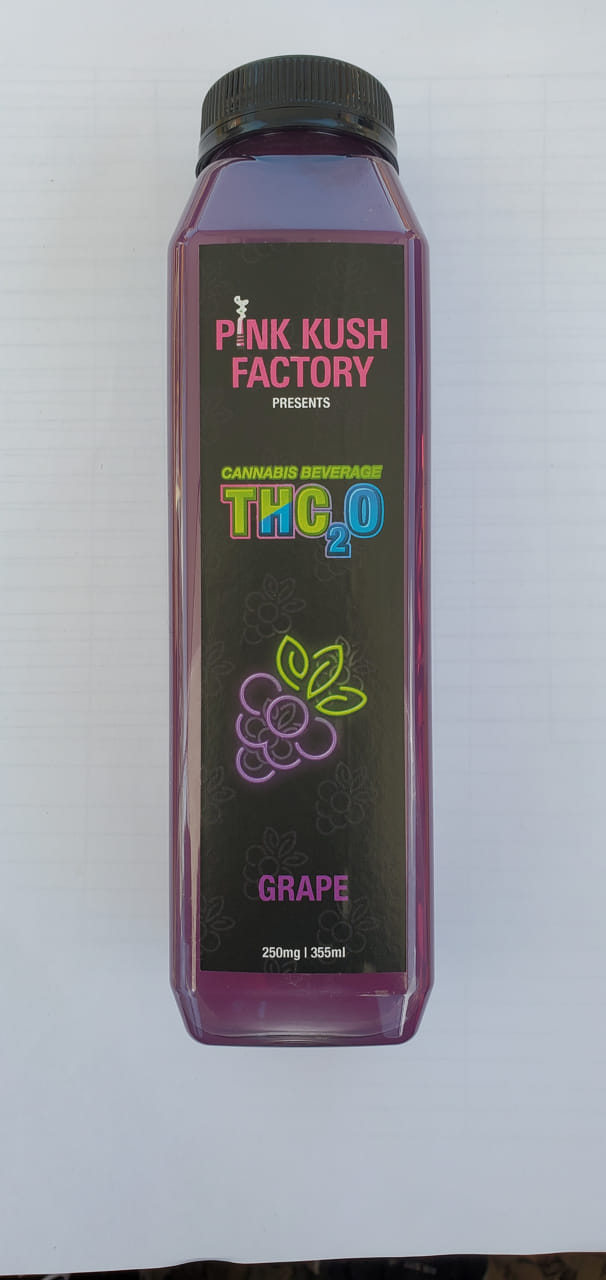 PINK KUSH
FACTORY
PRESENTS
CANNABIS BEVERAGE
THC2O
GRAPE
250mg | 355ml